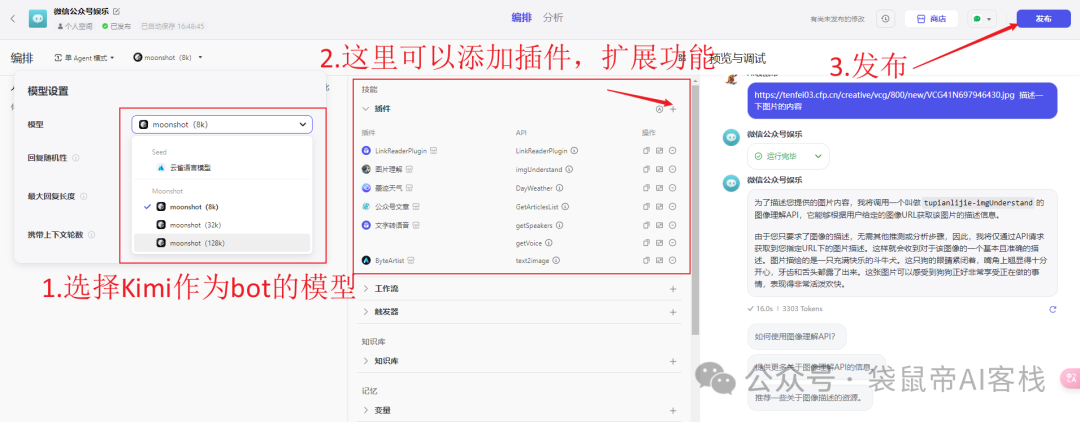 微信公众号娱乐
个人空间 已发布 已自动保存 16:46:45
编排 分析
有尚未发布的修改
商店
发布
编排
单 Agent 模式
moonshot (8k)
2.这里可以添加插件，扩展功能
预览与调试
3.发布
模型设置
模型
moonshot (8k)
回复随机性
最大回复长度
携带上下文轮数
Seed
云雀语言模型
Moonshot
moonshot (8k)
moonshot (32k)
moonshot (128k)
1.选择Kimi作为bot的模型
技能
插件
插件 API 操作
LinkReaderPlugin LinkReaderPlugin
图片理解 imgUnderstand
墨迹天气 DayWeather
公众号文章 GetArticlesList
文字转语音 getSpeakers
getVoice
ByteArtist text2image
工作流
触发器
知识库
知识库
记忆
变量
https://tenfei03.cfp.cn/creative/vcg/800/new/VCG41N697946430.jpg 描述一
下图片的内容
微信公众号娱乐
运行完毕
微信公众号娱乐
为了描述您提供的图片内容，我将调用一个叫做 tupianlijie-imgUnderstand 的
图像理解API，它能够根据用户给定的图像URL获取该图片的描述信息。
由于您只要求了图像的描述，无需其他推测或分析步骤，因此，我将仅通过API请求
获取到您指定URL下的图片描述。这样就会收到对于该图像的一个基本且准确的描
述。图片描绘的是一只充满快乐的斗牛犬。这只狗的眼睛紧闭着，嘴角上翘显得十分
开心，牙齿和舌头都露了出来。这张图片可以感受到狗狗正好非常享受正在做的事
情，表现得非常活泼欢快。
16.0s 3303 Tokens
如何使用图像理解API?
提供更多关于图像理解API的信息。
推荐一些关于图像描述的资源。
公众号 · 袋鼠帝AI客栈